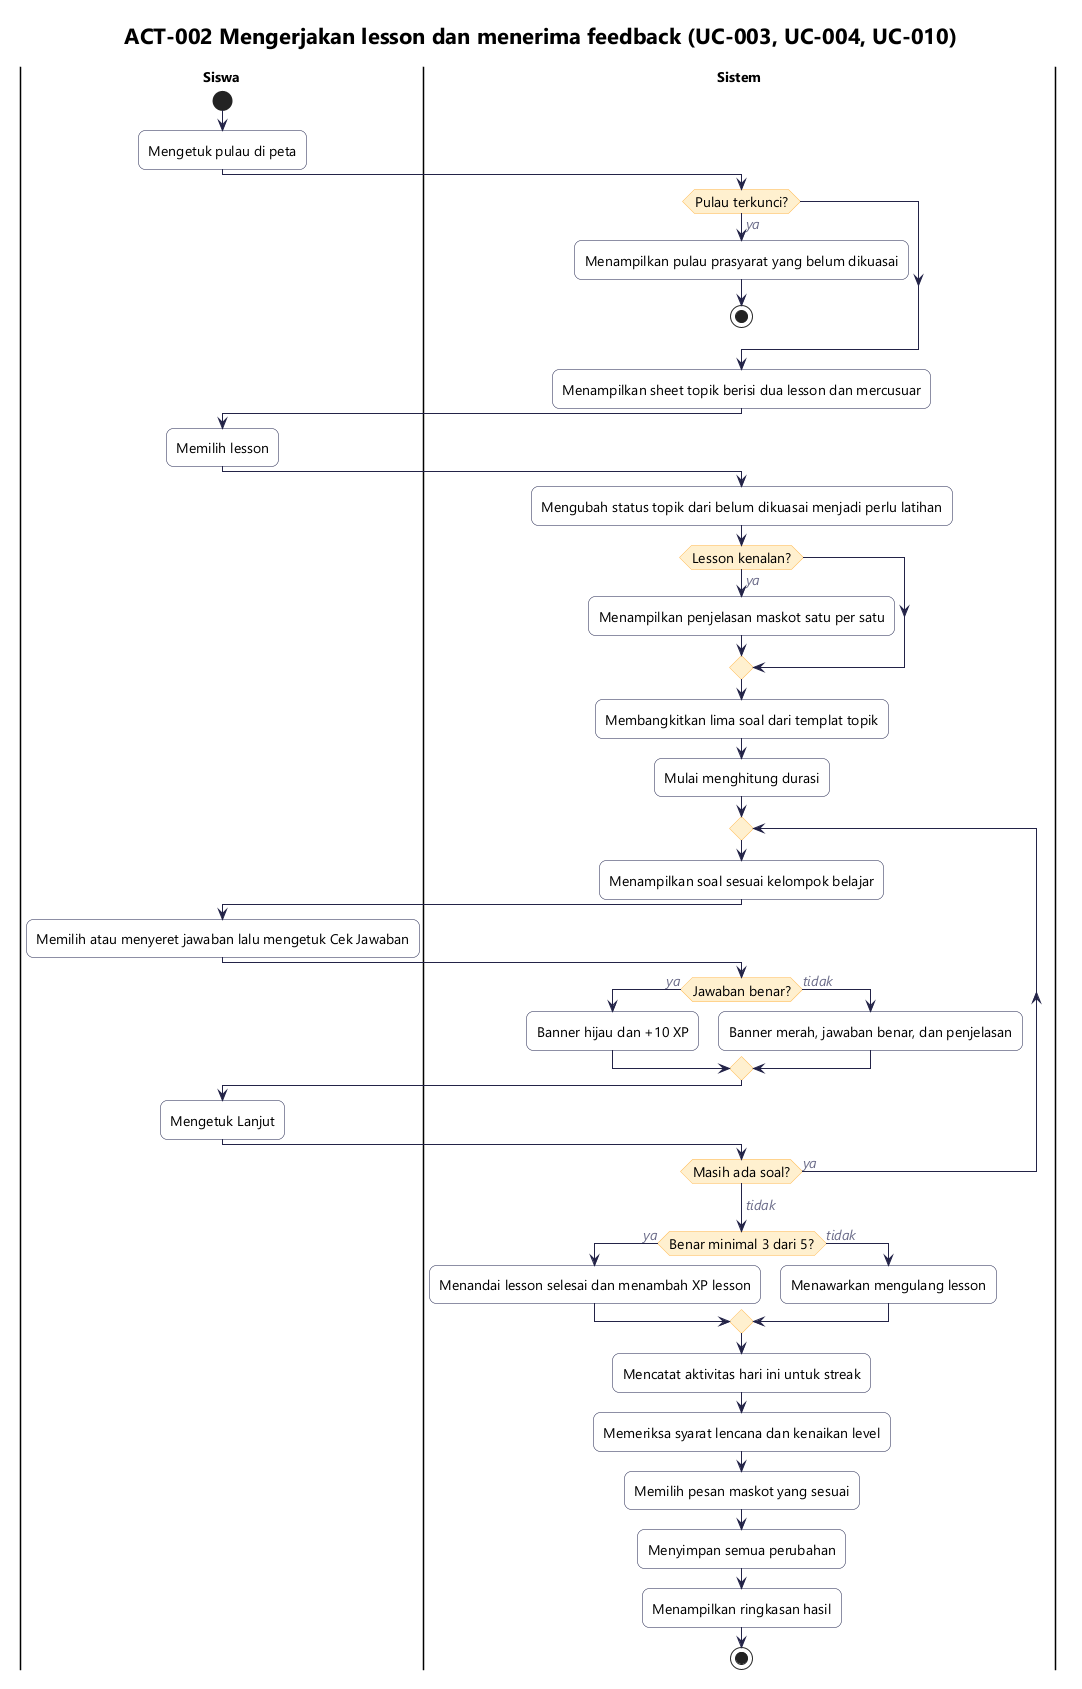 ACT-002 Mengerjakan lesson dan menerima feedback (UC-003, UC-004, UC-010)
Siswa
Sistem
Mengetuk pulau di peta
Pulau terkunci?
ya
Menampilkan pulau prasyarat yang belum dikuasai
Menampilkan sheet topik berisi dua lesson dan mercusuar
Memilih lesson
Mengubah status topik dari belum dikuasai menjadi perlu latihan
Lesson kenalan?
ya
Menampilkan penjelasan maskot satu per satu
Membangkitkan lima soal dari templat topik
Mulai menghitung durasi
Menampilkan soal sesuai kelompok belajar
Memilih atau menyeret jawaban lalu mengetuk Cek Jawaban
ya
Jawaban benar?
tidak
Banner hijau dan +10 XP
Banner merah, jawaban benar, dan penjelasan
Mengetuk Lanjut
Masih ada soal?
ya
tidak
ya
Benar minimal 3 dari 5?
tidak
Menandai lesson selesai dan menambah XP lesson
Menawarkan mengulang lesson
Mencatat aktivitas hari ini untuk streak
Memeriksa syarat lencana dan kenaikan level
Memilih pesan maskot yang sesuai
Menyimpan semua perubahan
Menampilkan ringkasan hasil